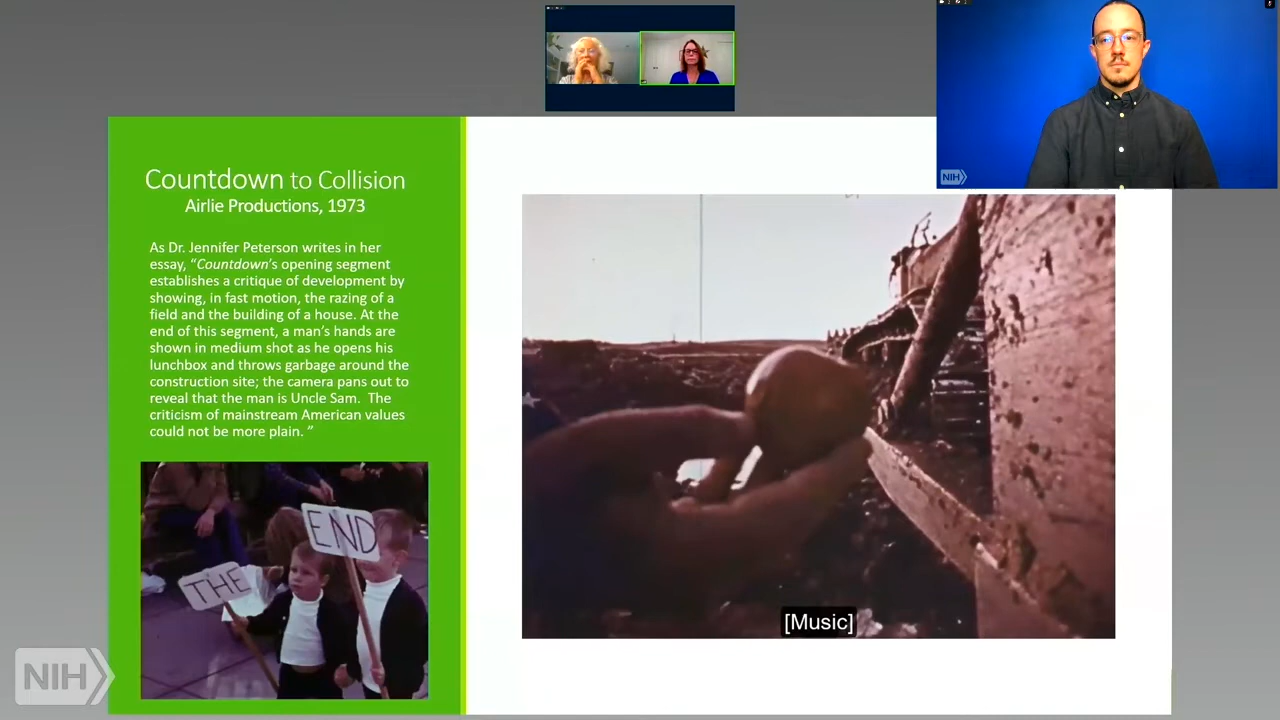 NIH
Countdown to Collision
Airlie Productions, 1973
As Dr. Jennifer Peterson writes in her
essay, “Countdown’s opening segment
establishes a critique of development by
showing, in fast motion, the razing of a
field and the building of a house. At the
end of this segment, a man’s hands are
shown in medium shot as he opens his
lunchbox and throws garbage around the
construction site; the camera pans out to
reveal that the man is Uncle Sam.  The
criticism of mainstream American values
could not be more plain. ”
THE
END
[Music]
NIH